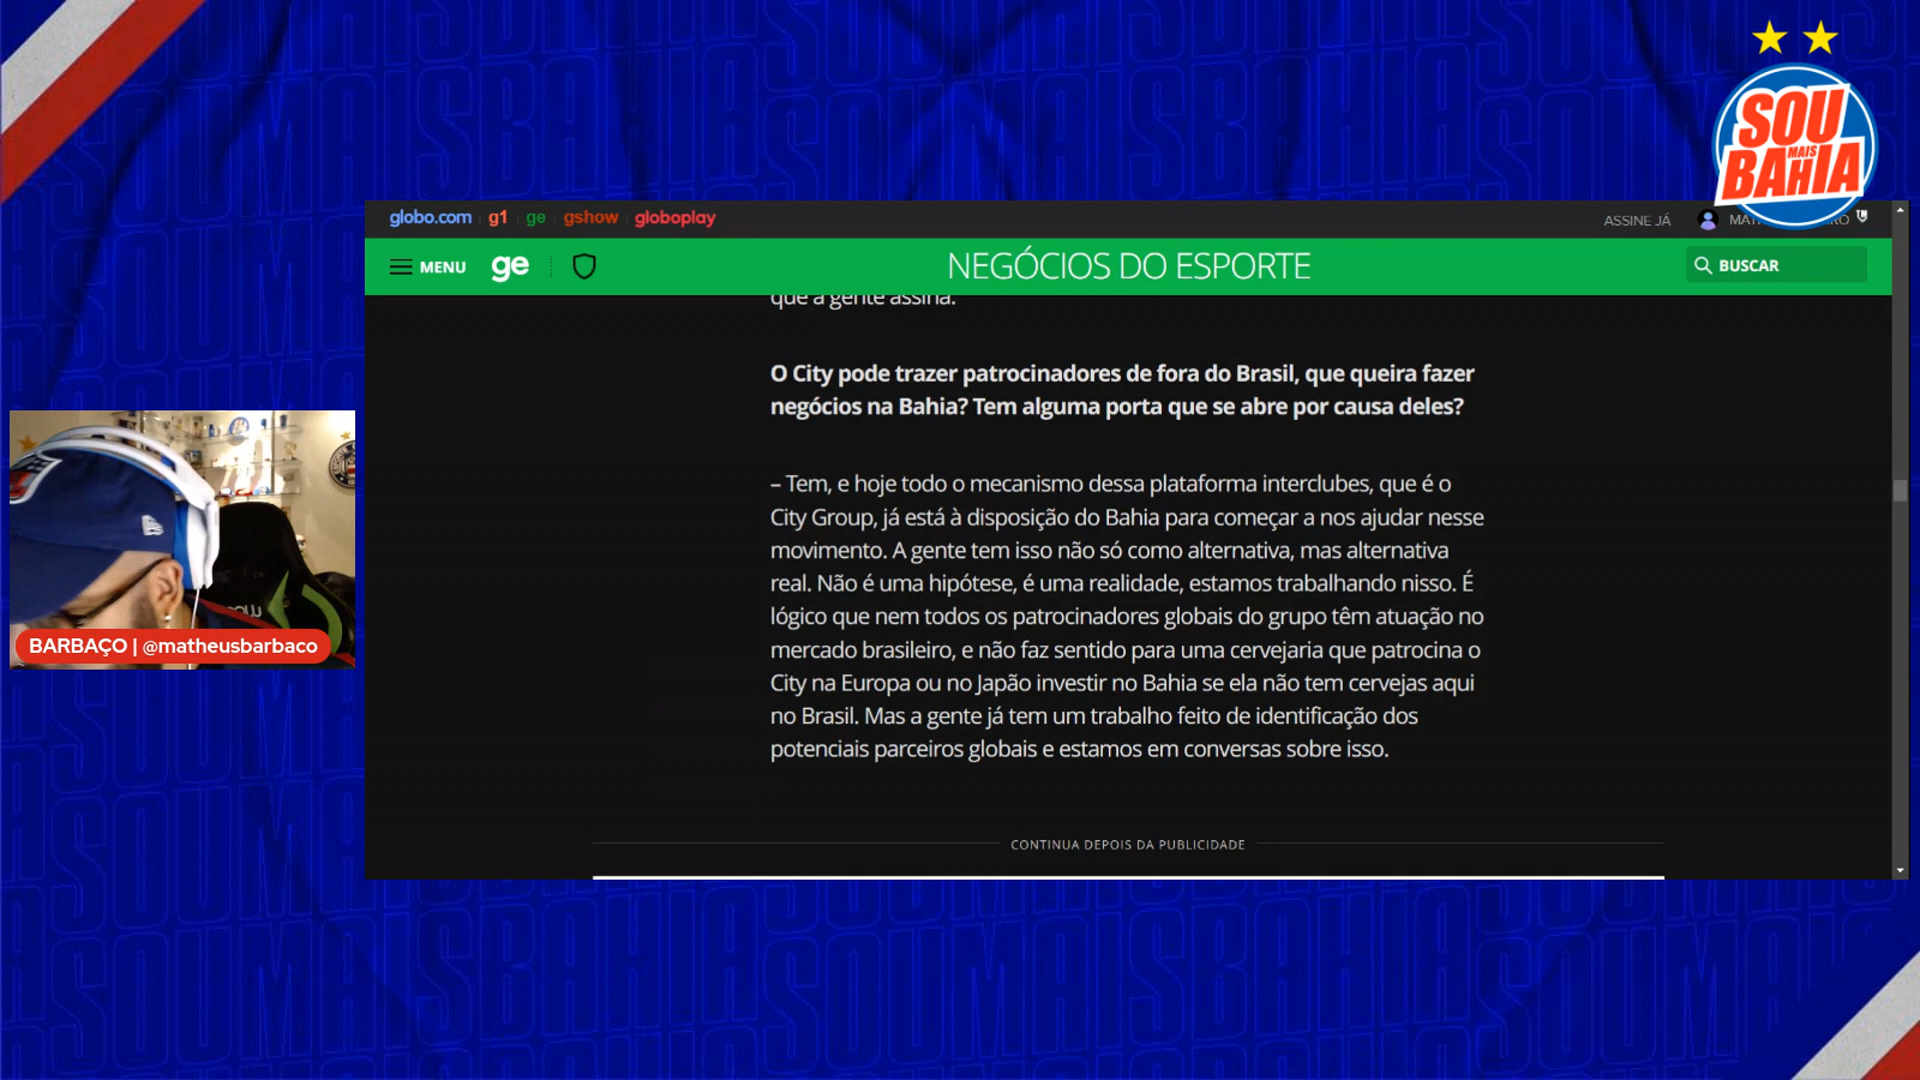 SOU
MAIS
BAHIA
globo.com g1 ge gshow globoplay
ASSINE JÁ
MENU ge NEGÓCIOS DO ESPORTE BUSCAR
que a gente assina.
O City pode trazer patrocinadores de fora do Brasil, que queira fazer
negócios na Bahia? Tem alguma porta que se abre por causa deles?
– Tem, e hoje todo o mecanismo dessa plataforma interclubes, que é o
City Group, já está à disposição do Bahia para começar a nos ajudar nesse
movimento. A gente tem isso não só como alternativa, mas alternativa
real. Não é uma hipótese, é uma realidade, estamos trabalhando nisso. É
lógico que nem todos os patrocinadores globais do grupo têm atuação no
mercado brasileiro, e não faz sentido para uma cervejaria que patrocina o
City na Europa ou no Japão investir no Bahia se ela não tem cervejas aqui
no Brasil. Mas a gente já tem um trabalho feito de identificação dos
potenciais parceiros globais e estamos em conversas sobre isso.
CONTINUA DEPOIS DA PUBLICIDADE
BARBAÇO | @matheusbarbaco